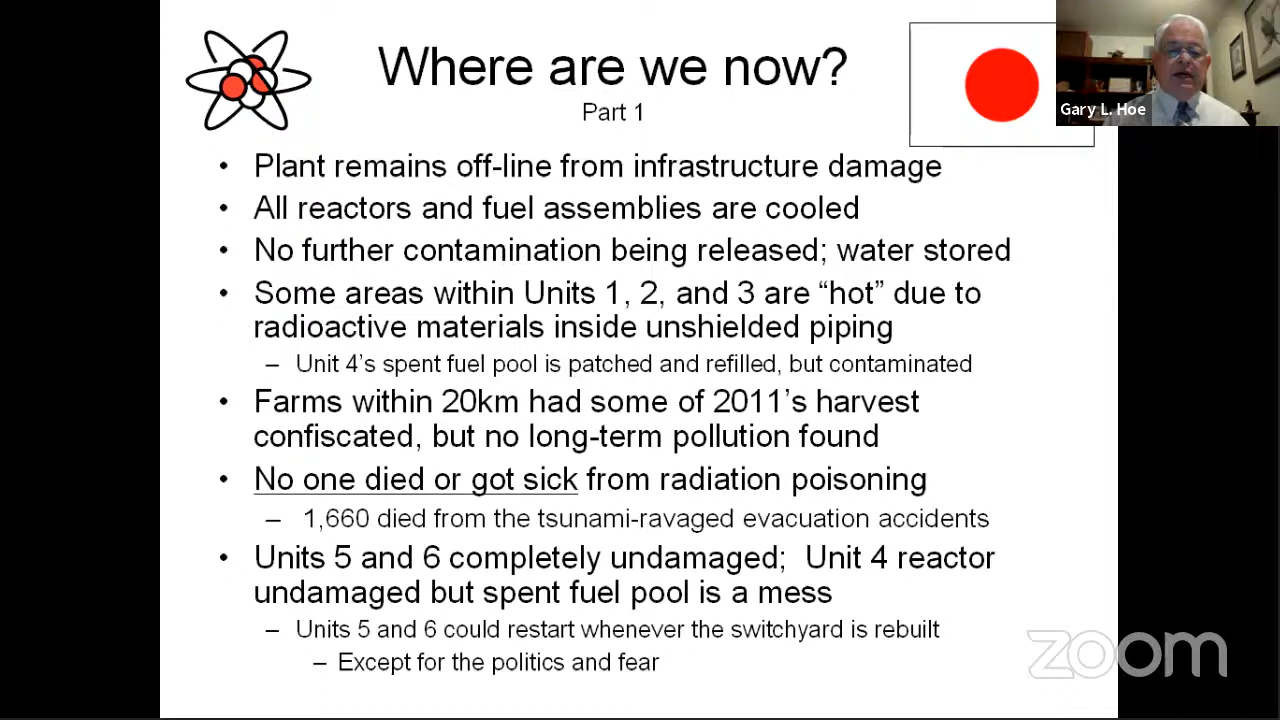 Where are we now?
Part 1
Gary L. Hoe
• Plant remains off-line from infrastructure damage
• All reactors and fuel assemblies are cooled
• No further contamination being released; water stored
• Some areas within Units 1, 2, and 3 are “hot” due to
radioactive materials inside unshielded piping
– Unit 4’s spent fuel pool is patched and refilled, but contaminated
• Farms within 20km had some of 2011’s harvest
confiscated, but no long-term pollution found
• No one died or got sick from radiation poisoning
– 1,660 died from the tsunami-ravaged evacuation accidents
• Units 5 and 6 completely undamaged; Unit 4 reactor
undamaged but spent fuel pool is a mess
– Units 5 and 6 could restart whenever the switchyard is rebuilt
– Except for the politics and fear
zoom